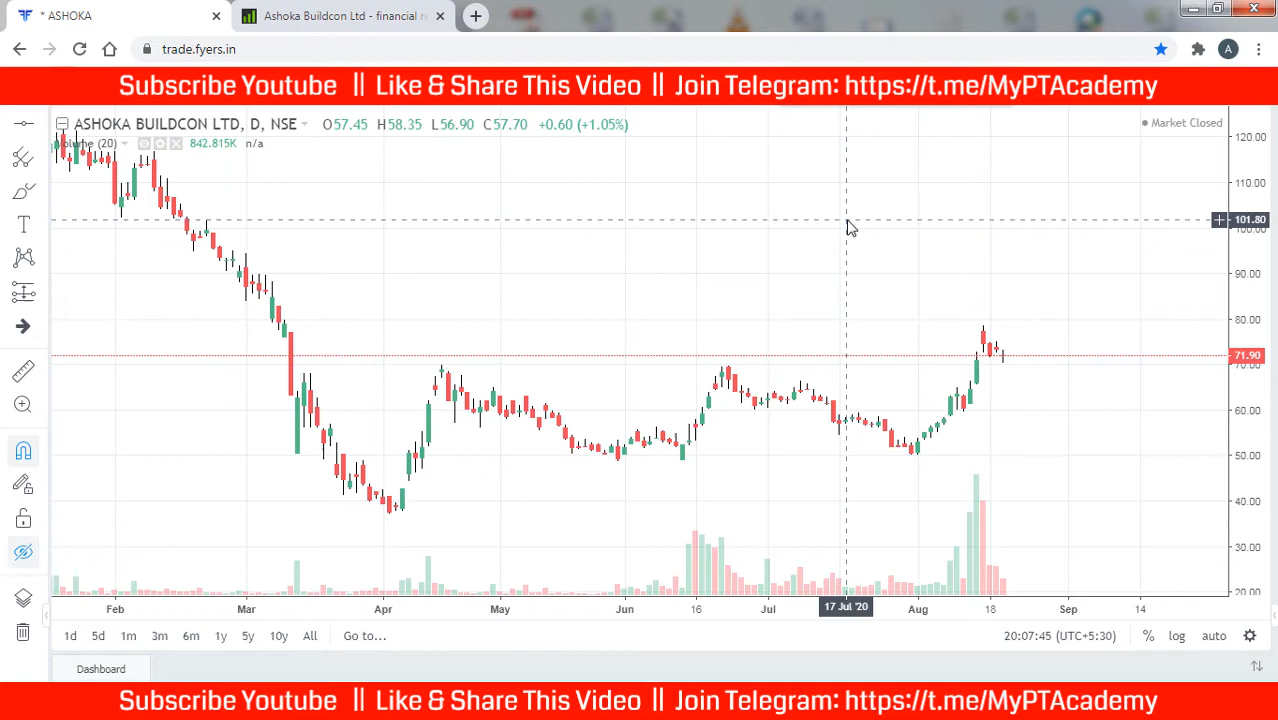 * ASHOKA
Ashoka Buildcon Ltd - financial r
trade.fyers.in
A
Subscribe Youtube || Like & Share This Video || Join Telegram: https://t.me/MyPTAcademy
ASHOKA BUILDCON LTD, D, NSE O57.45 H58.35 L56.90 C57.70 +0.60 (+1.05%)
Market Closed
Volume (20) 842.815K n/a
120.00
110.00
101.80
100.00
90.00
80.00
71.90
70.00
60.00
50.00
40.00
30.00
20.00
Feb Mar Apr May Jun 16 Jul 17 Jul '20 Aug 18 Sep 14
1d 5d 1m 3m 6m 1y 5y 10y All Go to... 20:07:45 (UTC+5:30) % log auto
Dashboard
Subscribe Youtube || Like & Share This Video || Join Telegram: https://t.me/MyPTAcademy